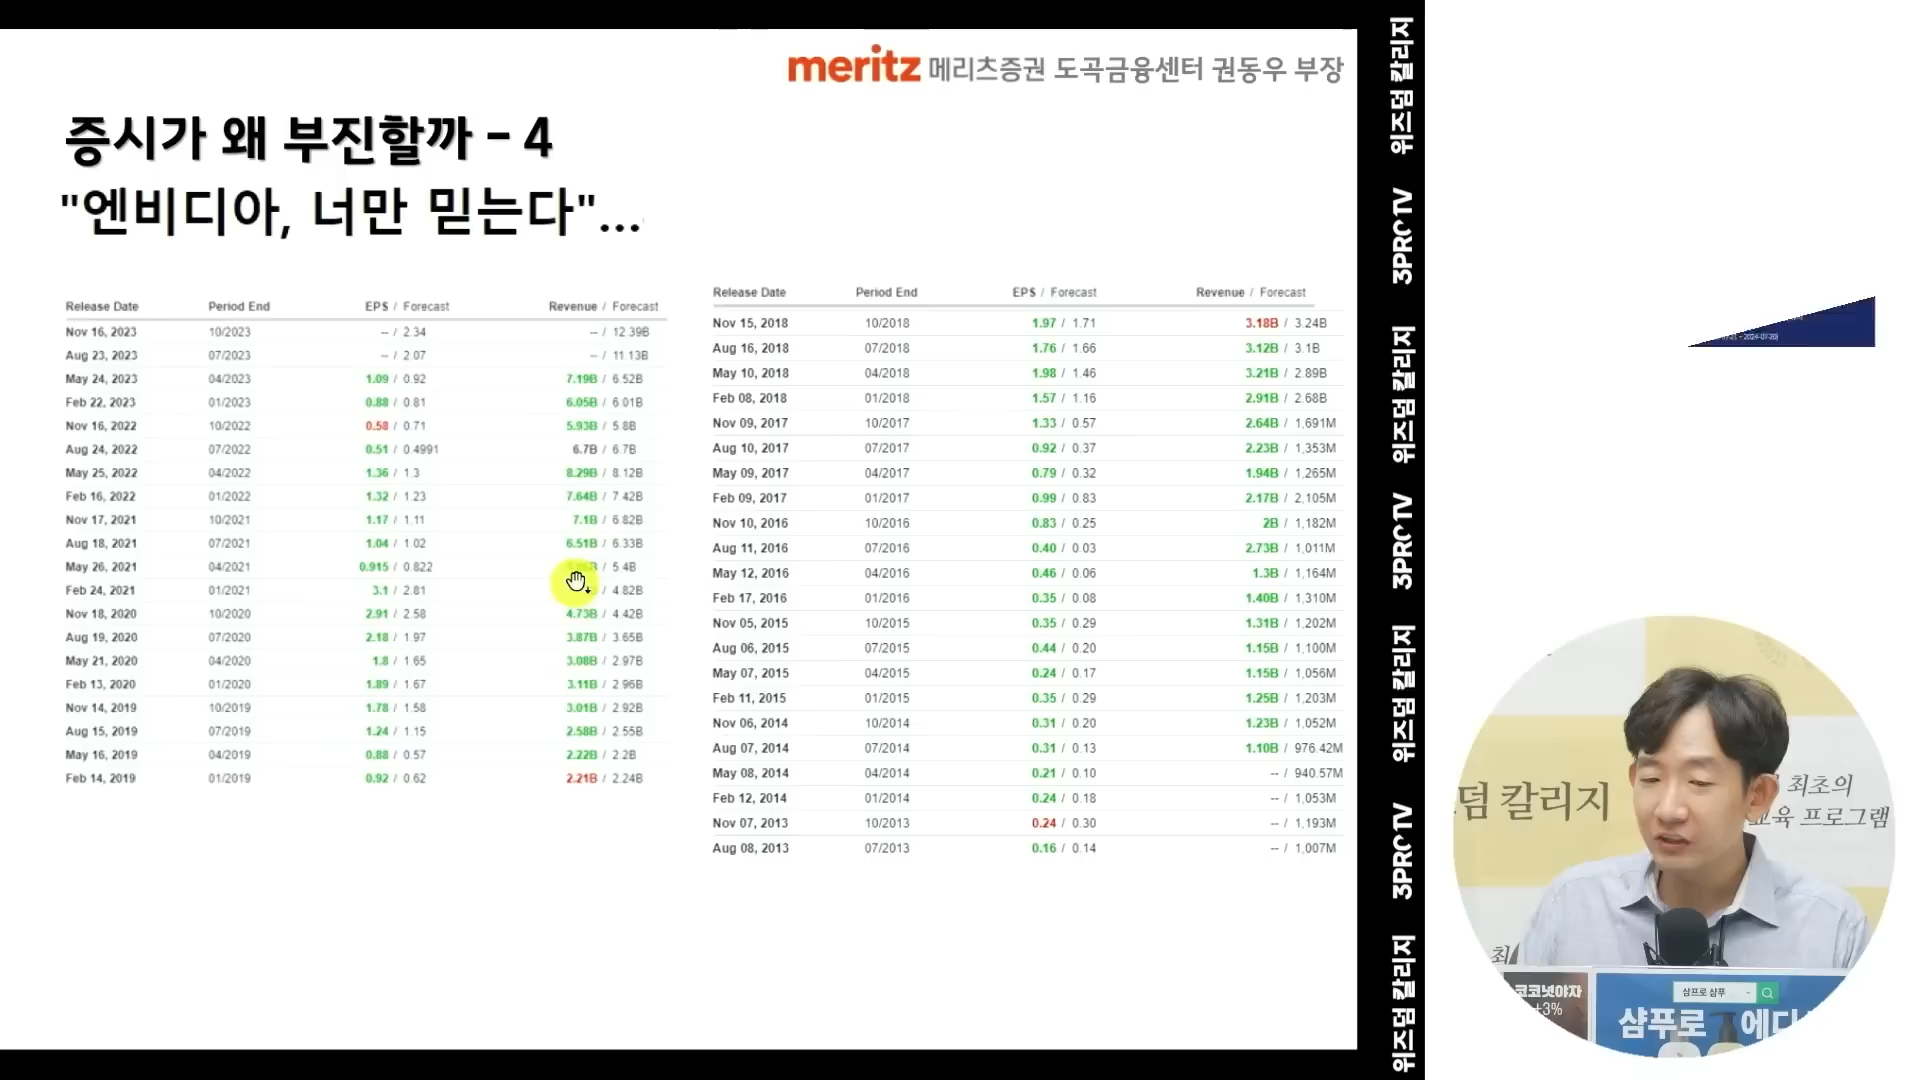 meritz 메리츠증권 도곡금융센터 권동우 부장
증시가 왜 부진할까 - 4
"엔비디아, 너만 믿는다"...
Release Date Period End EPS / Forecast Revenue / Forecast
Nov 16, 2023 10/2023 -- / 2.34 -- / 12.39B
Aug 23, 2023 07/2023 -- / 2.07 -- / 11.13B
May 24, 2023 04/2023 1.09 / 0.92 7.19B / 6.52B
Feb 22, 2023 01/2023 0.88 / 0.81 6.05B / 6.01B
Nov 16, 2022 10/2022 0.58 / 0.71 5.93B / 5.8B
Aug 24, 2022 07/2022 0.51 / 0.4991 6.7B / 6.7B
May 25, 2022 04/2022 1.36 / 1.3 8.29B / 8.12B
Feb 16, 2022 01/2022 1.32 / 1.23 7.64B / 7.42B
Nov 17, 2021 10/2021 1.17 / 1.11 7.1B / 6.82B
Aug 18, 2021 07/2021 1.04 / 1.02 6.51B / 6.33B
May 26, 2021 04/2021 0.915 / 0.822 / 5.4B
Feb 24, 2021 01/2021 3.1 / 2.81 / 4.82B
Nov 18, 2020 10/2020 2.91 / 2.58 4.73B / 4.42B
Aug 19, 2020 07/2020 2.18 / 1.97 3.87B / 3.65B
May 21, 2020 04/2020 1.8 / 1.65 3.08B / 2.97B
Feb 13, 2020 01/2020 1.89 / 1.67 3.11B / 2.96B
Nov 14, 2019 10/2019 1.78 / 1.58 3.01B / 2.92B
Aug 15, 2019 07/2019 1.24 / 1.15 2.58B / 2.55B
May 16, 2019 04/2019 0.88 / 0.57 2.22B / 2.2B
Feb 14, 2019 01/2019 0.92 / 0.62 2.21B / 2.24B
Release Date Period End EPS / Forecast Revenue / Forecast
Nov 15, 2018 10/2018 1.97 / 1.71 3.18B / 3.24B
Aug 16, 2018 07/2018 1.76 / 1.66 3.12B / 3.1B
May 10, 2018 04/2018 1.98 / 1.46 3.21B / 2.89B
Feb 08, 2018 01/2018 1.57 / 1.16 2.91B / 2.68B
Nov 09, 2017 10/2017 1.33 / 0.57 2.64B / 1,691M
Aug 10, 2017 07/2017 0.92 / 0.37 2.23B / 1,353M
May 09, 2017 04/2017 0.79 / 0.32 1.94B / 1,265M
Feb 09, 2017 01/2017 0.99 / 0.83 2.17B / 2,105M
Nov 10, 2016 10/2016 0.83 / 0.25 2B / 1,182M
Aug 11, 2016 07/2016 0.40 / 0.03 2.73B / 1,011M
May 12, 2016 04/2016 0.46 / 0.06 1.3B / 1,164M
Feb 17, 2016 01/2016 0.35 / 0.08 1.40B / 1,310M
Nov 05, 2015 10/2015 0.35 / 0.29 1.31B / 1,202M
Aug 06, 2015 07/2015 0.44 / 0.20 1.15B / 1,100M
May 07, 2015 04/2015 0.24 / 0.17 1.15B / 1,056M
Feb 11, 2015 01/2015 0.35 / 0.29 1.25B / 1,203M
Nov 06, 2014 10/2014 0.31 / 0.20 1.23B / 1,052M
Aug 07, 2014 07/2014 0.31 / 0.13 1.10B / 976.42M
May 08, 2014 04/2014 0.21 / 0.10 -- / 940.57M
Feb 12, 2014 01/2014 0.24 / 0.18 -- / 1,053M
Nov 07, 2013 10/2013 0.24 / 0.30 -- / 1,193M
Aug 08, 2013 07/2013 0.16 / 0.14 -- / 1,007M
위즈덤 칼리지
3PROTV
위즈덤 칼리지
3PROTV
위즈덤 칼리지
3PROTV
위즈덤 칼리지
2024-07-20)
덤 칼리지
최초의
교육 프로그램
최
코코넛야자
+3%
샴프로 샴푸
샴푸로 에디